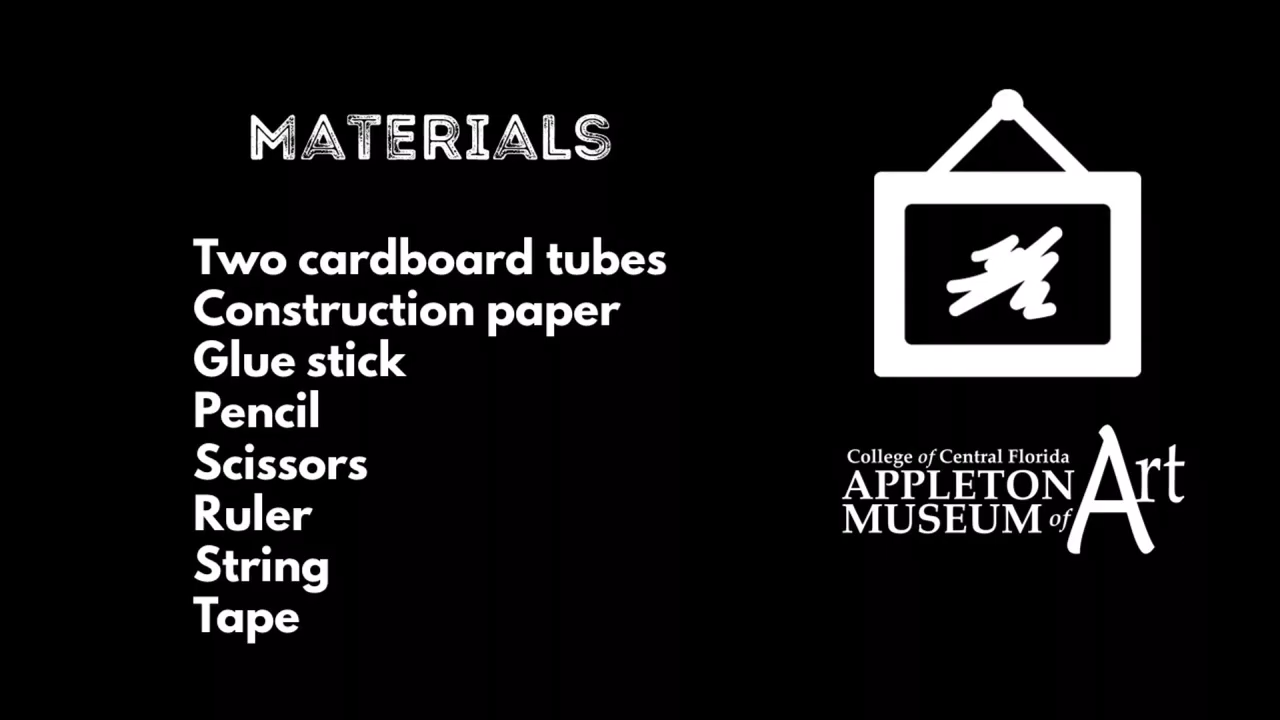 MATERIALS
Two cardboard tubes
Construction paper
Glue stick
Pencil
Scissors
Ruler
String
Tape
College of Central Florida
APPLETON
MUSEUM of Art